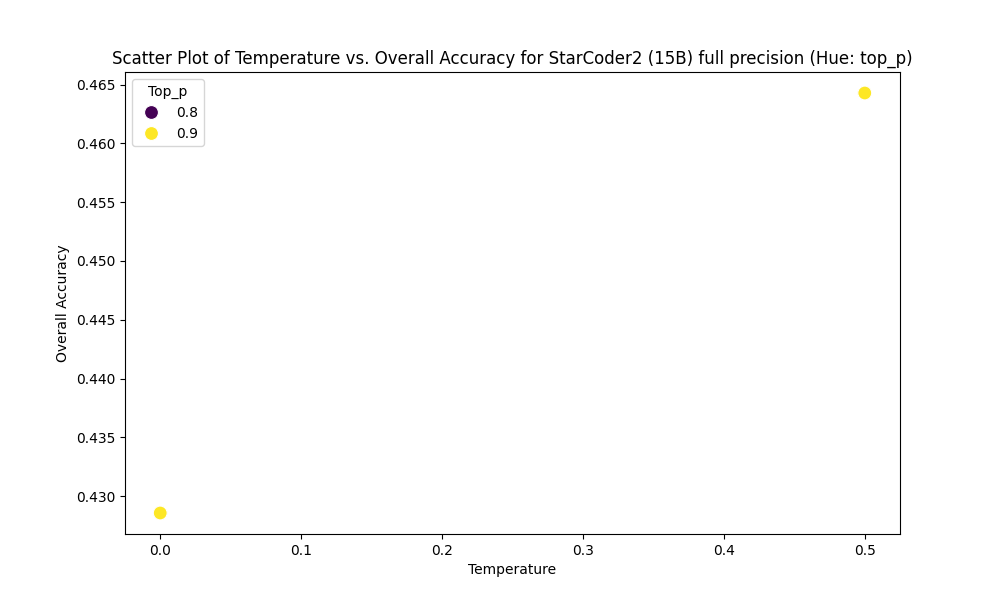 Scatter Plot of Temperature vs. Overall Accuracy for StarCoder2 (15B) full precision (Hue: top_p)
Top_p
0.8
0.9
Overall Accuracy
0.465
0.460
0.455
0.450
0.445
0.440
0.435
0.430
0.0 0.1 0.2 0.3 0.4 0.5
Temperature